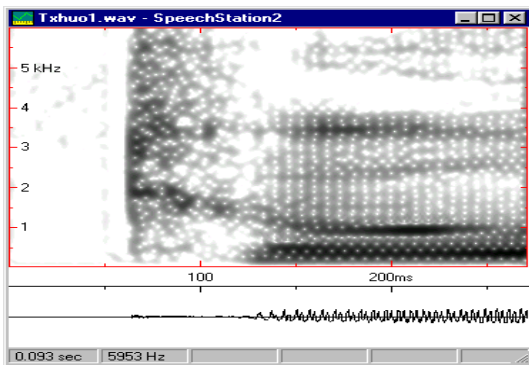 Txhuo1.wav - SpeechStation2
5 kHz
4
3
2
1
100
200ms
0.093 sec
5953 Hz